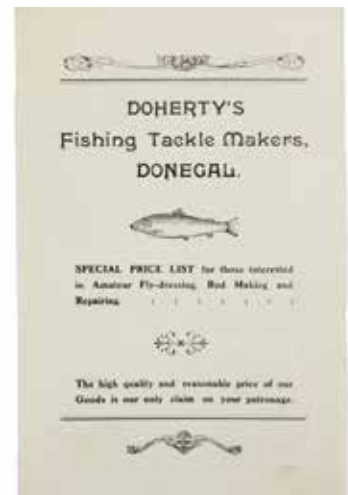 DOHERTY'S
Fishing Tackle Makers,
DONEGAL.
SPECIAL PRICE LIST for those interested
in Amateur Fly-dressing, Rod Making and
Repairing.
The high quality and reasonable price of our
Goods is our only claim on your patronage.